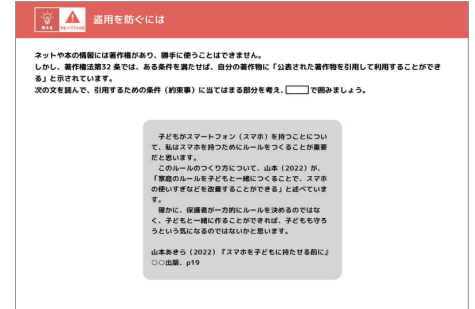 盗用を防ぐには
ネットや本の情報には著作権があり、勝手に使うことはできません。
しかし、著作権法第32 条では、ある条件を満たせば、自分の著作物に「公表された著作物を引用して利用することができ
る」と示されています。
次の文を読んで、引用するための条件（約束事）に当てはまる部分を考え、　　　で囲みましょう。
子どもがスマートフォン（スマホ）を持つことについ
て、私はスマホを持つためにルールをつくることが重要
だと思います。
このルールのつくり方について、山本（2022）が、
「家庭のルールを子どもと一緒につくることで、スマホ
の使いすぎなどを改善することができる」と述べていま
す。
確かに、保護者が一方的にルールを決めるのではな
く、子どもと一緒に作ることができれば、子どもも守ろ
うという気になるのではないかと思います。
山本あきら（2022）『スマホを子どもに持たせる前に』
○○出版、p19